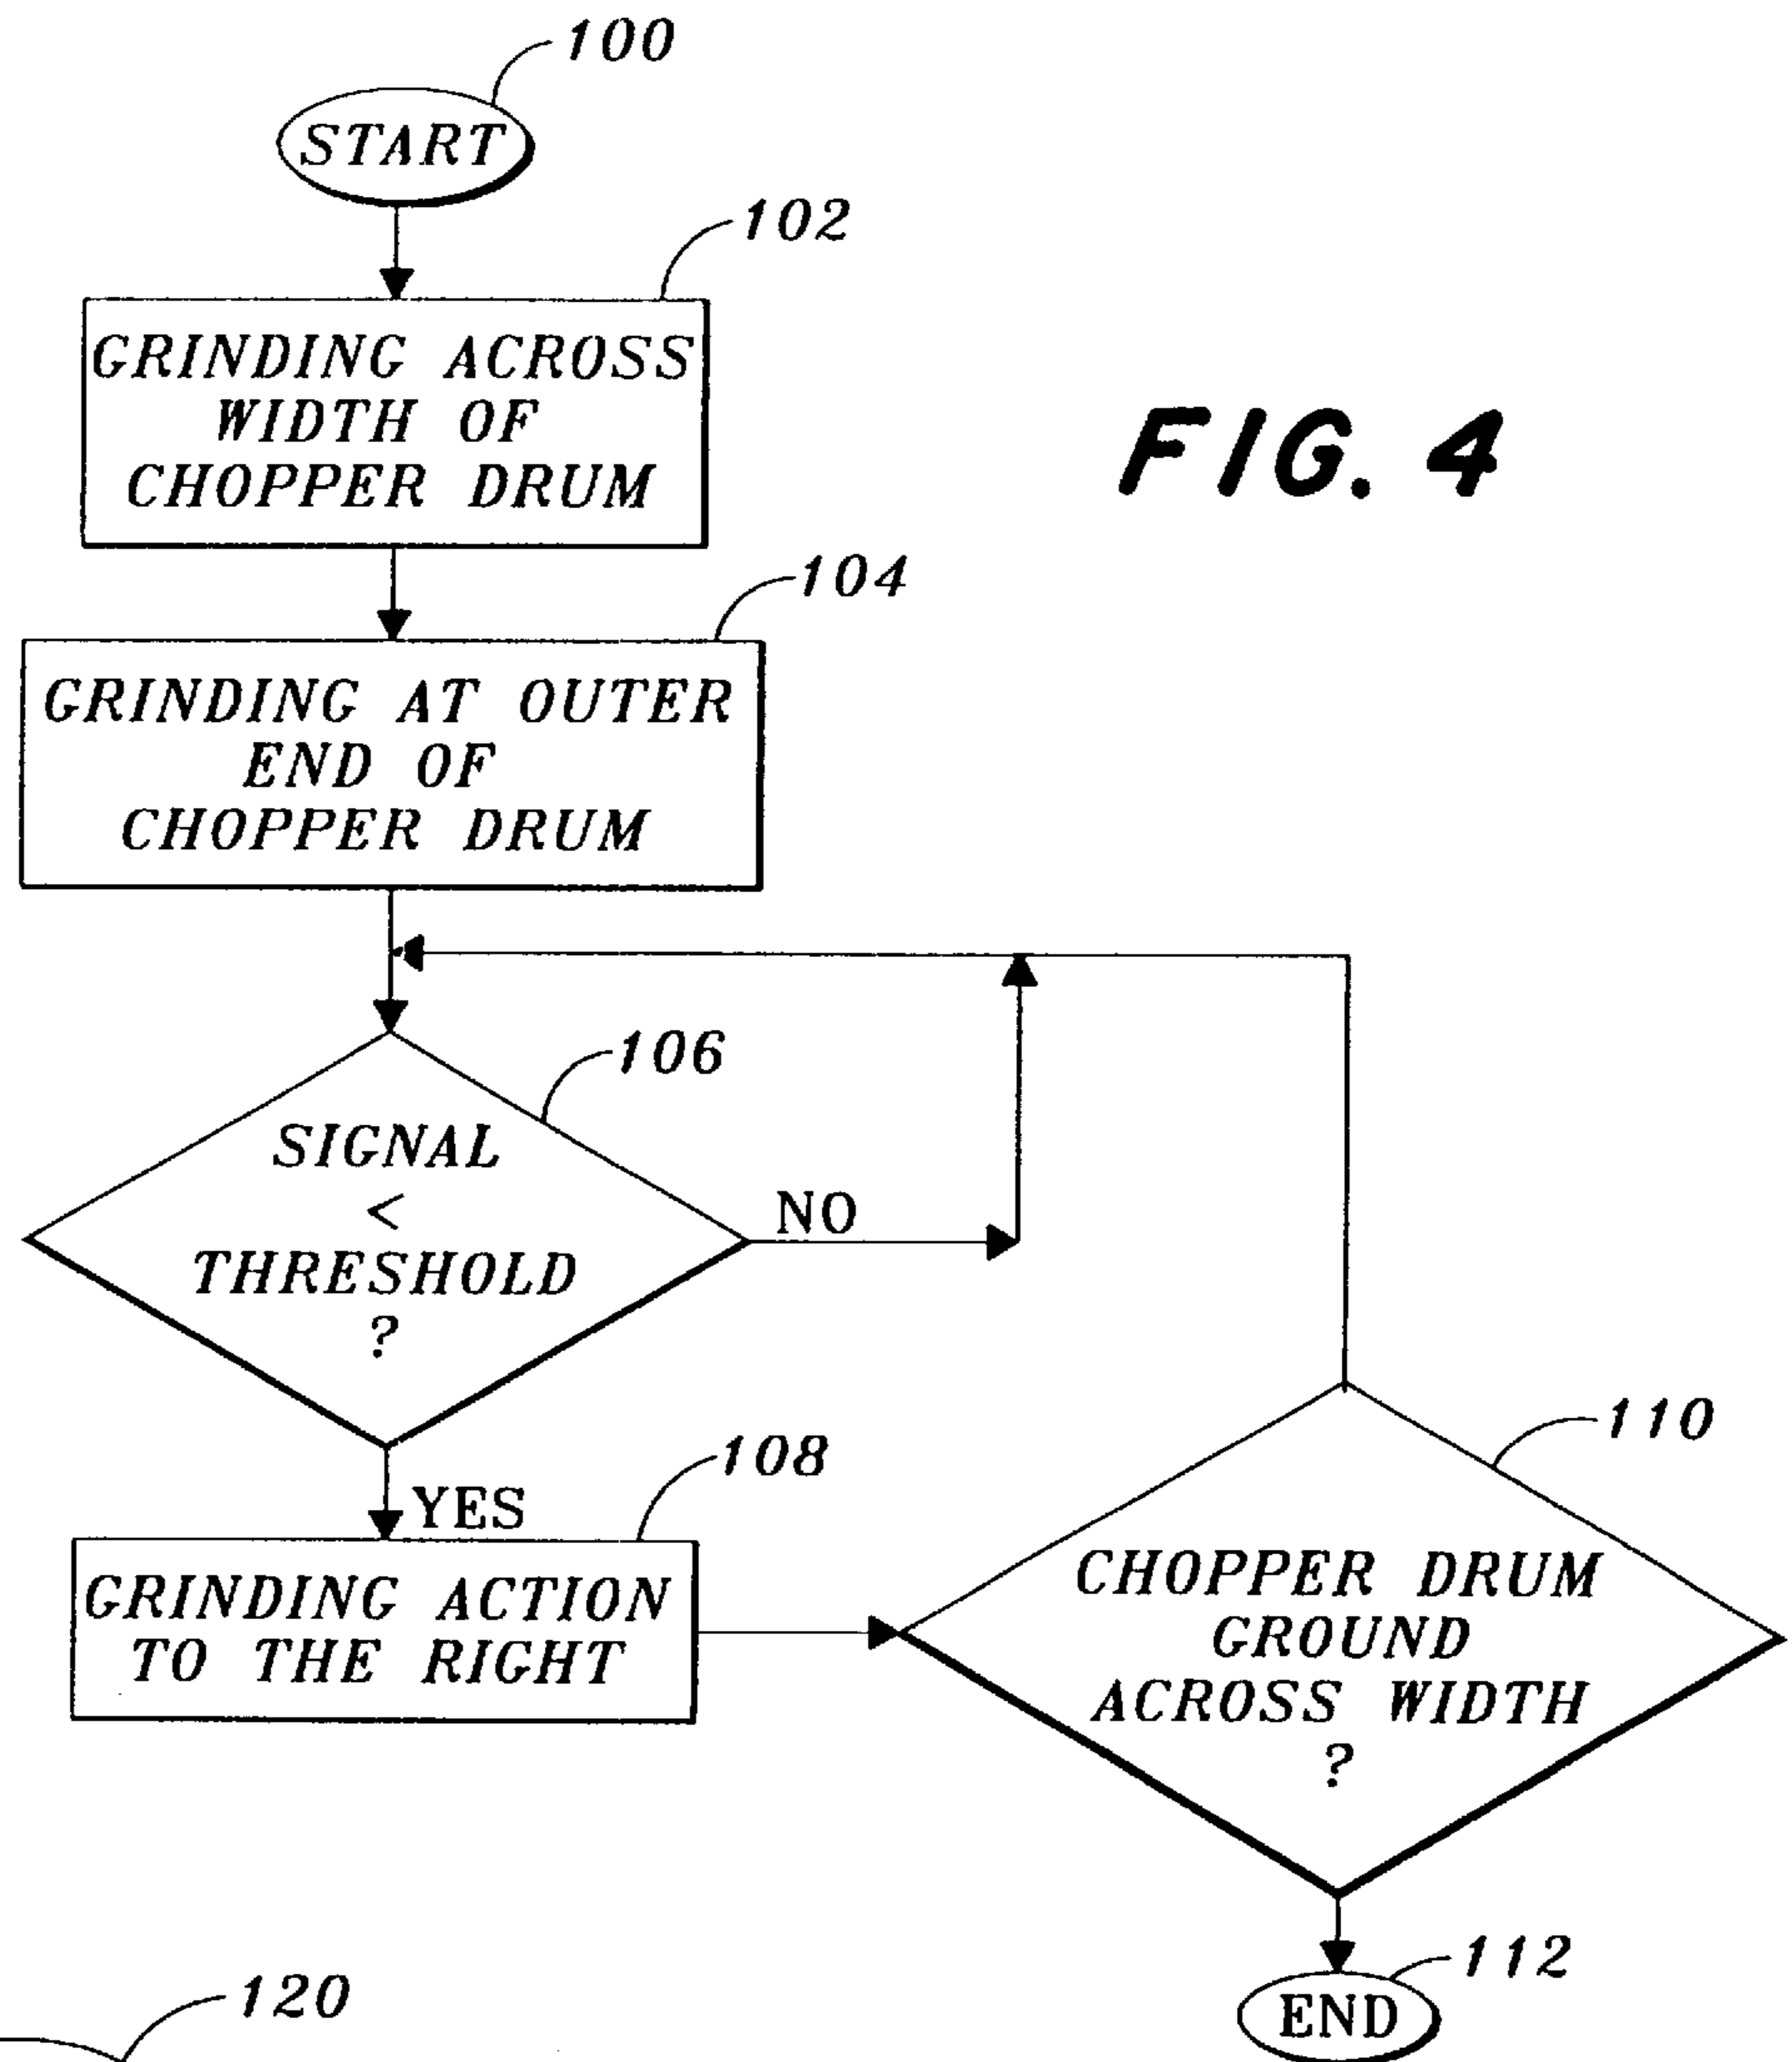 100
START
102
GRINDING ACROSS
WIDTH OF
CHOPPER DRUM
FIG. 4
104
GRINDING AT OUTER
END OF
CHOPPER DRUM
106
SIGNAL
<
THRESHOLD
?
NO
YES
108
GRINDING ACTION
TO THE RIGHT
110
CHOPPER DRUM
GROUND
ACROSS WIDTH
?
112
END
120